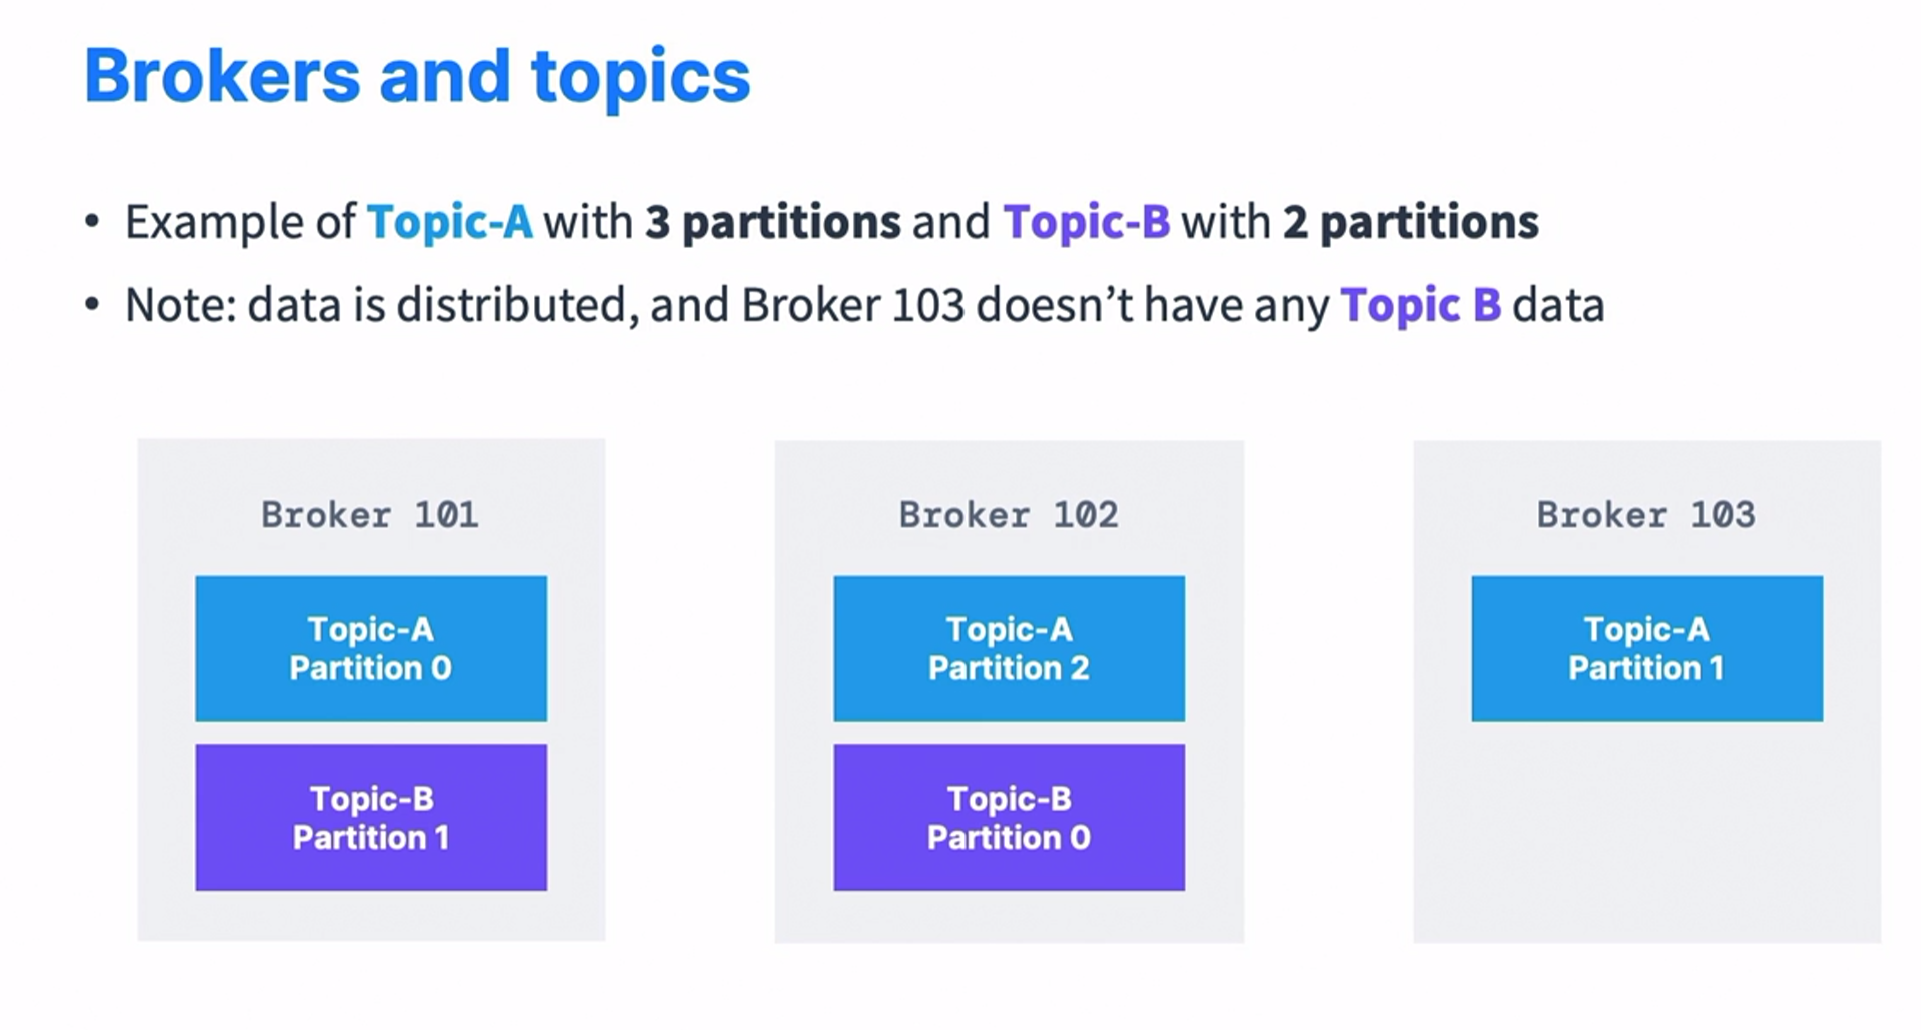 Brokers and topics
• Example of Topic-A with 3 partitions and Topic-B with 2 partitions
• Note: data is distributed, and Broker 103 doesn’t have any Topic B data
Broker 101
Topic-A
Partition 0
Topic-B
Partition 1
Broker 102
Topic-A
Partition 2
Topic-B
Partition 0
Broker 103
Topic-A
Partition 1